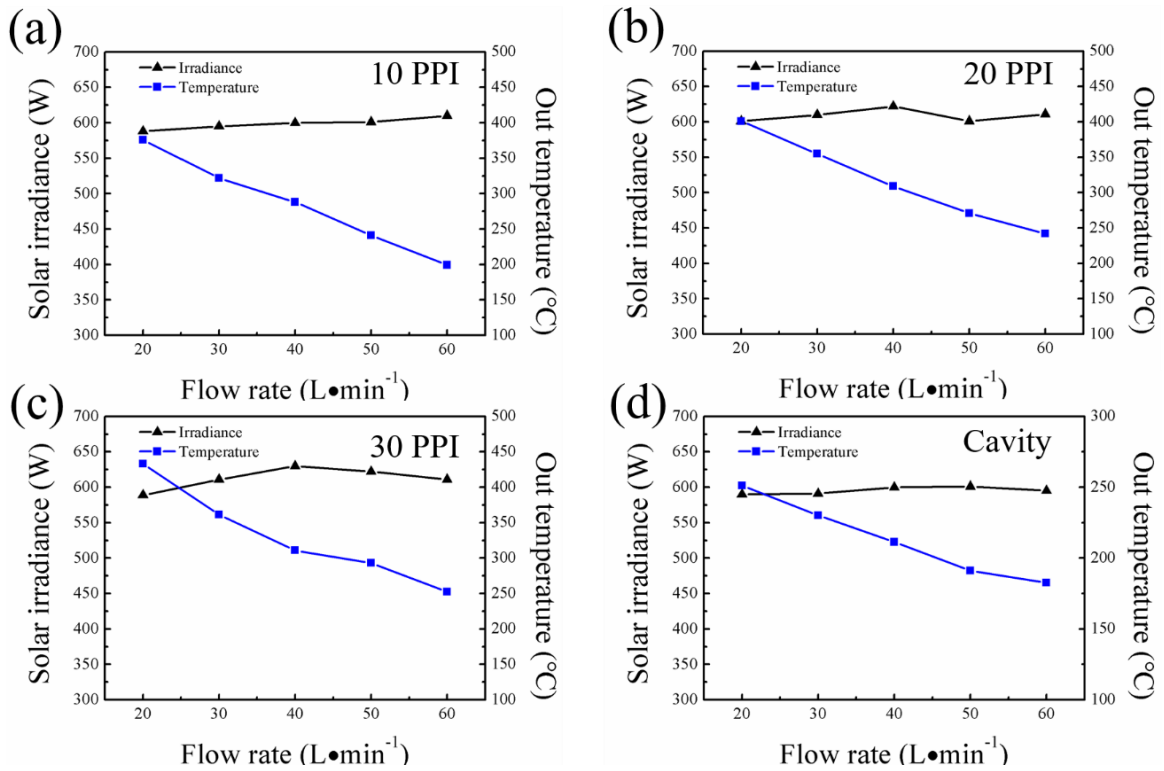 (a)
10 PPI
Irradiance
Temperature
Solar irradiance (W)
700
650
600
550
500
450
400
350
300
Out temperature (°C)
500
450
400
350
300
250
200
150
100
20 30 40 50 60
Flow rate (L•min⁻¹)
(b)
20 PPI
Irradiance
Temperature
Solar irradiance (W)
700
650
600
550
500
450
400
350
300
Out temperature (°C)
500
450
400
350
300
250
200
150
100
20 30 40 50 60
Flow rate (L•min⁻¹)
(c)
30 PPI
Irradiance
Temperature
Solar irradiance (W)
700
650
600
550
500
450
400
350
300
Out temperature (°C)
500
450
400
350
300
250
200
150
100
20 30 40 50 60
Flow rate (L•min⁻¹)
(d)
Cavity
Irradiance
Temperature
Solar irradiance (W)
700
650
600
550
500
450
400
350
300
Out temperature (°C)
300
250
200
150
100
20 30 40 50 60
Flow rate (L•min⁻¹)